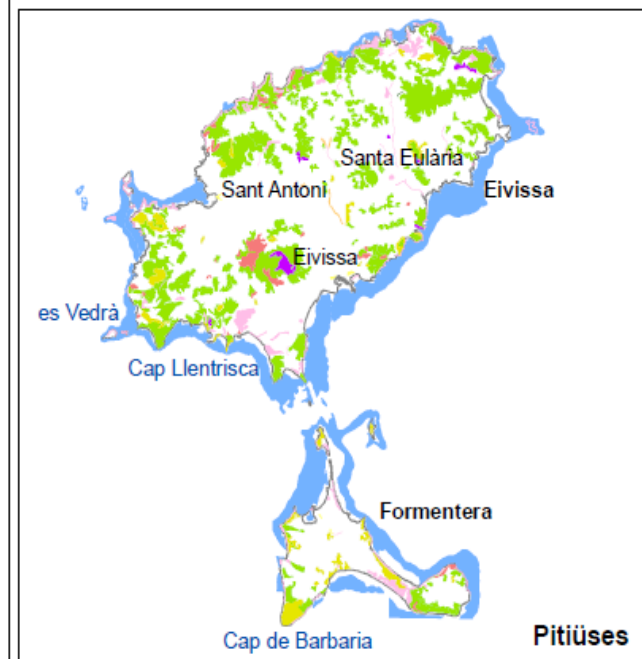 Santa Eulària
Sant Antoni
Eivissa
Eivissa
es Vedrà
Cap Llentrisca
Formentera
Cap de Barbaria
Pitiüses